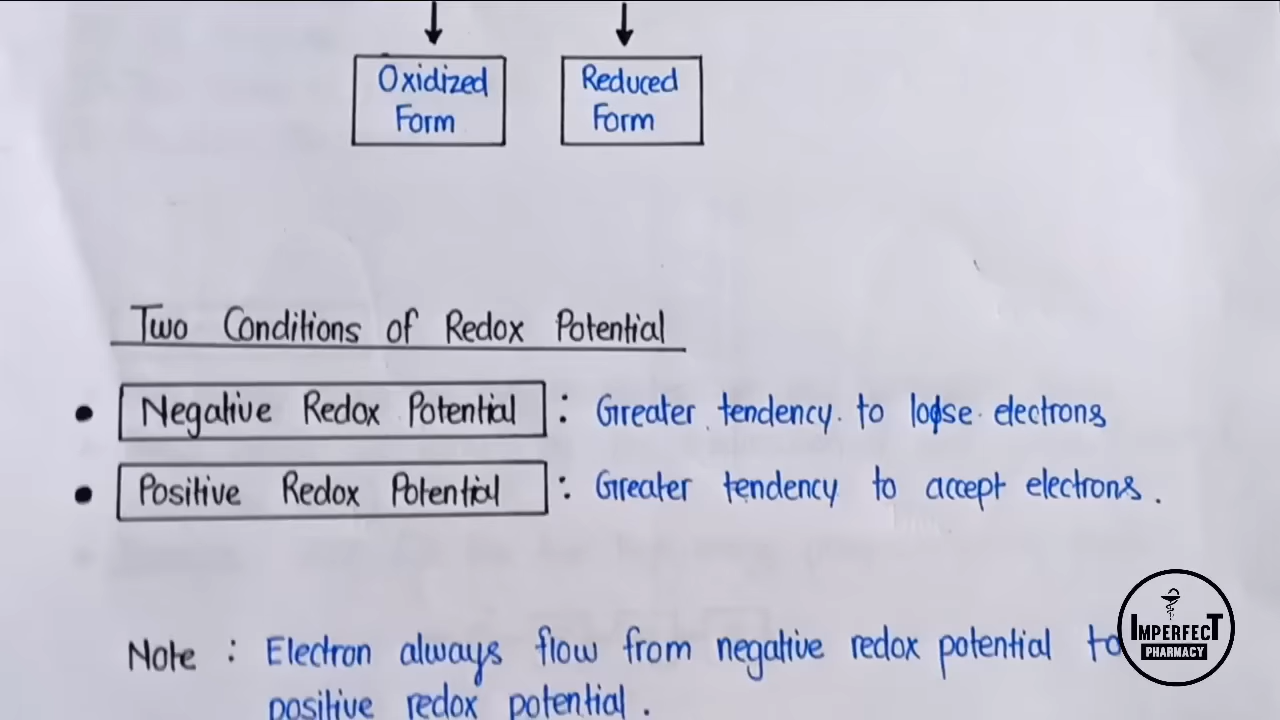 Oxidized Form
Reduced Form
Two Conditions of Redox Potential
• Negative Redox Potential : Greater tendency to loose electrons
• Positive Redox Potential : Greater tendency to accept electrons.
Note : Electron always flow from negative redox potential to
positive redox potential.
IMPERFECT
PHARMACY